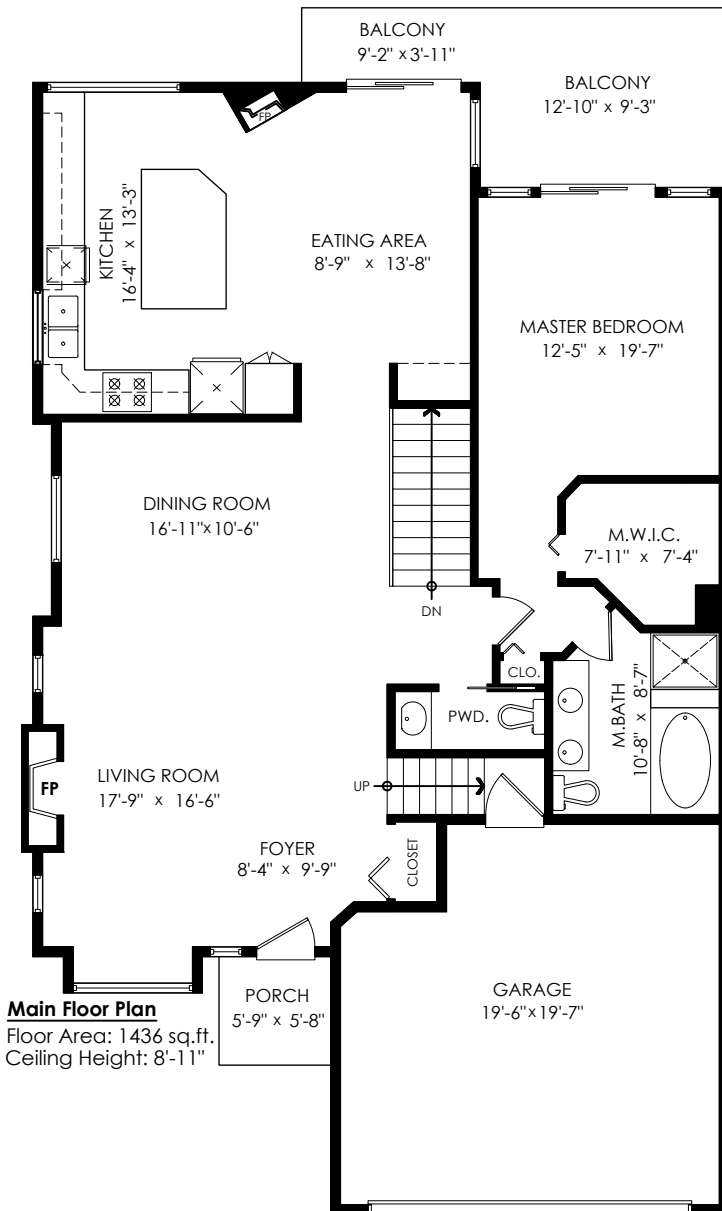 BALCONY
9'-2" x 3'-11"
BALCONY
12'-10" x 9'-3"
FP
KITCHEN
16'-4" x 13'-3"
EATING AREA
8'-9" x 13'-8"
MASTER BEDROOM
12'-5" x 19'-7"
DINING ROOM
16'-11"x10'-6"
M.W.I.C.
7'-11" x 7'-4"
DN
CLO.
PWD.
M.BATH
10'-8" x 8'-7"
FP
LIVING ROOM
17'-9" x 16'-6"
UP
FOYER
8'-4" x 9'-9"
CLOSET
PORCH
5'-9" x 5'-8"
GARAGE
19'-6"x19'-7"
Main Floor Plan
Floor Area: 1436 sq.ft.
Ceiling Height: 8'-11"